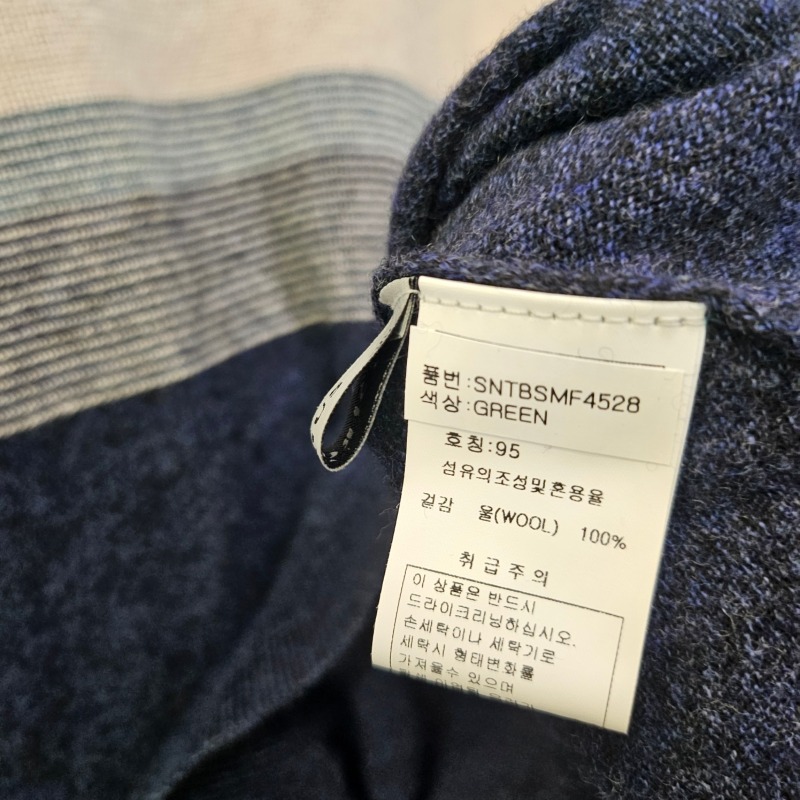 품번:SNTBSMF4528
색상:GREEN
호칭:95
섬유의조성및혼용율
겉감 울(WOOL) 100%
취급주의
이 상품은 반드시
드라이크리닝하십시오.
손세탁이나 세탁기로
세탁시 형태변화를
가져올수 있으며